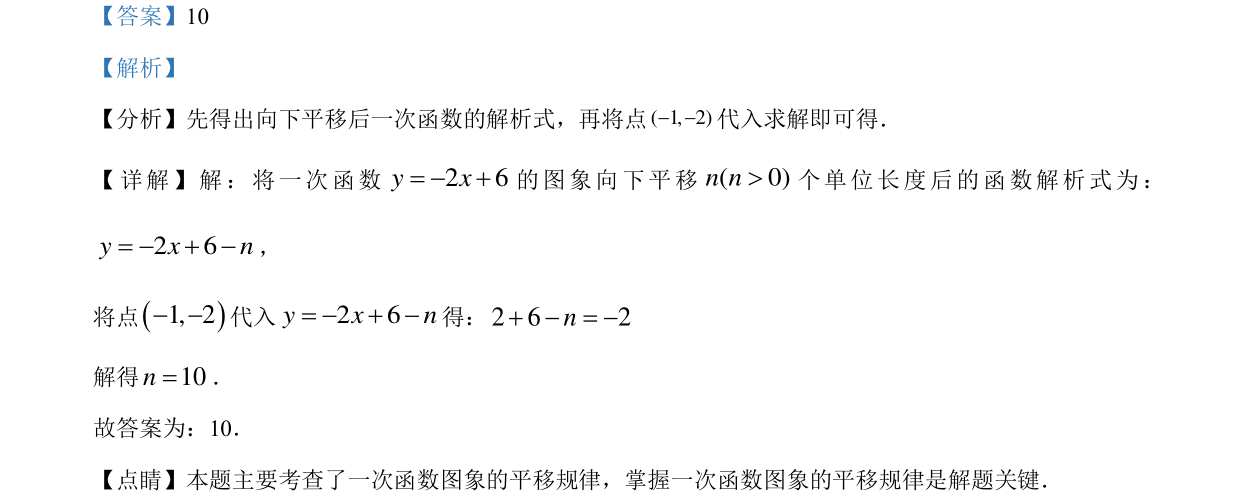 【答案】10
【解析】
【分析】先得出向下平移后一次函数的解析式，再将点(−1,−2)代入求解即可得．
【详解】解：将一次函数 y=−2x+6 的图象向下平移 n(n>0) 个单位长度后的函数解析式为：
y=−2x+6−n，
将点(−1,−2)代入 y=−2x+6−n 得：2+6−n=−2
解得 n=10．
故答案为：10．
【点睛】本题主要考查了一次函数图象的平移规律，掌握一次函数图象的平移规律是解题关键．